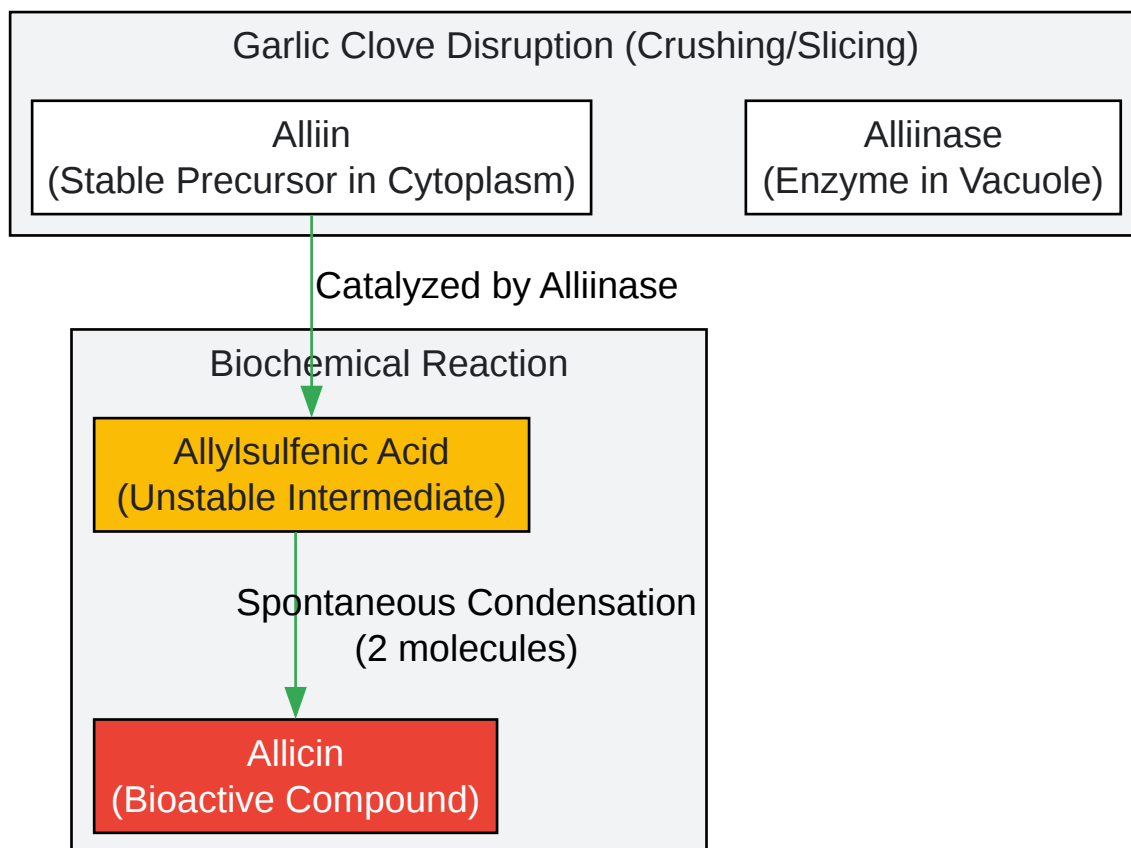 Garlic Clove Disruption (Crushing/Slicing)
Alliin
(Stable Precursor in Cytoplasm)
Alliinase
(Enzyme in Vacuole)
Catalyzed by Alliinase
Biochemical Reaction
Allylsulfenic Acid
(Unstable Intermediate)
Spontaneous Condensation
(2 molecules)
Allicin
(Bioactive Compound)